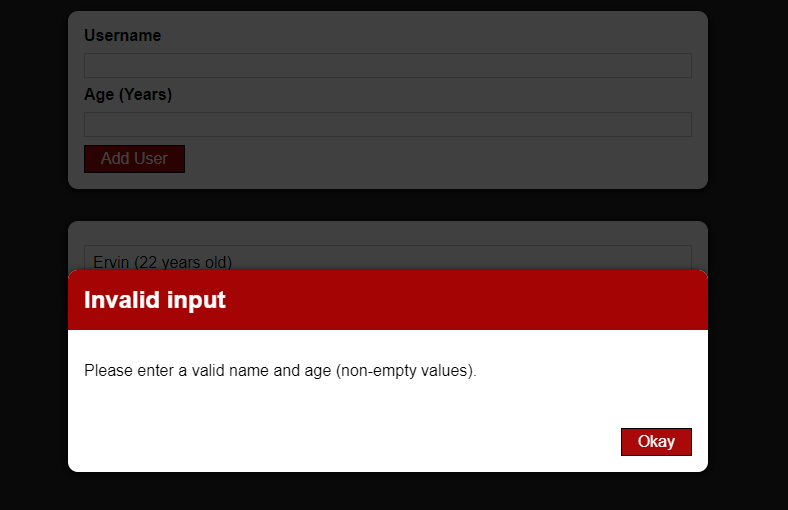 Username
Age (Years)
Add User
Ervin (22 years old)
Invalid input
Please enter a valid name and age (non-empty values).
Okay